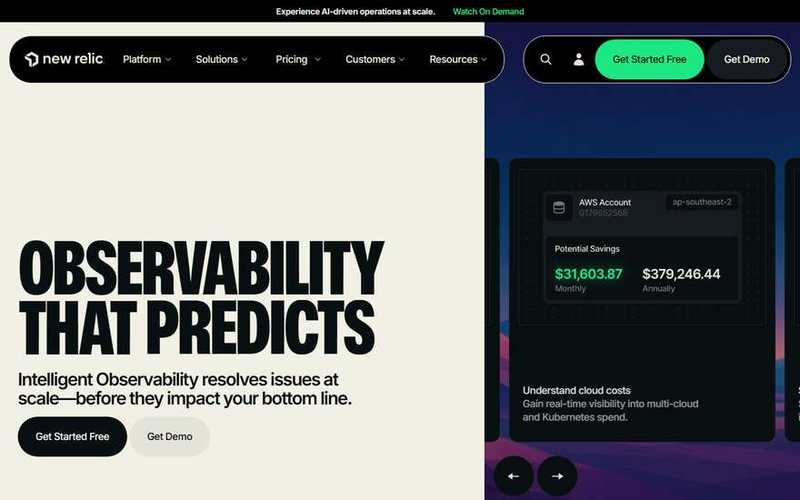 Experience AI-driven operations at scale. Watch On Demand
new relic Platform Solutions Pricing Customers Resources Get Started Free Get Demo
OBSERVABILITY
THAT PREDICTS
Intelligent Observability resolves issues at
scale—before they impact your bottom line.
Get Started Free Get Demo
AWS Account ap-southeast-2
Potential Savings
$31,603.87 $379,246.44
Monthly Annually
Understand cloud costs
Gain real-time visibility into multi-cloud
and Kubernetes spend.